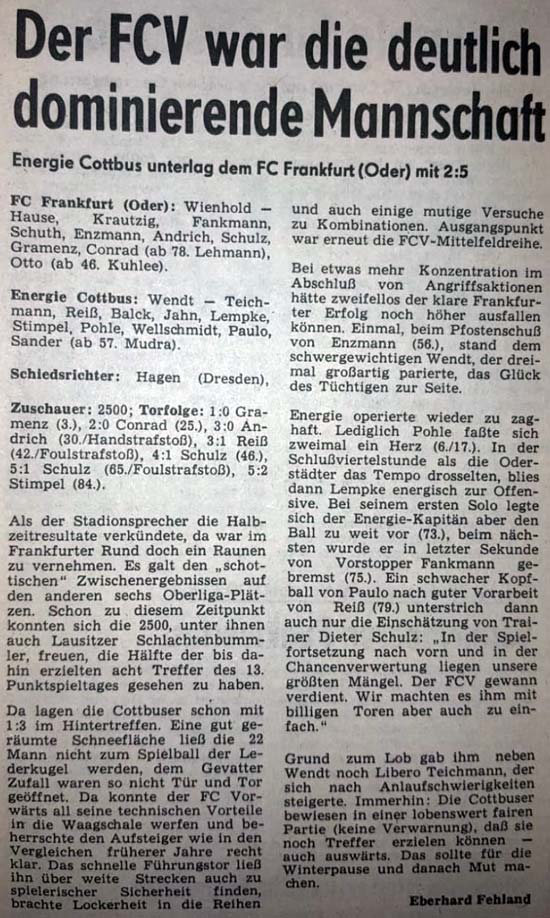 Der FCV war die deutlich
dominierende Mannschaft
Energie Cottbus unterlag dem FC Frankfurt (Oder) mit 2:5
FC Frankfurt (Oder): Wienhold —
Hause, Krautzig, Fankmann,
Schuth, Enzmann, Andrich, Schulz,
Gramenz, Conrad (ab 78. Lehmann),
Otto (ab 46. Kuhlee).
Energie Cottbus: Wendt — Teich-
mann, Reiß, Balck, Jahn, Lempke,
Stimpel, Pohle, Wellschmidt, Paulo,
Sander (ab 57. Mudra).
Schiedsrichter: Hagen (Dresden),
Zuschauer: 2500; Torfolge: 1:0 Gra-
menz (3.), 2:0 Conrad (25.), 3:0 An-
drich (30./Handstrafstoß), 3:1 Reiß
(42./Foulstrafstoß), 4:1 Schulz (46.),
5:1 Schulz (65./Foulstrafstoß), 5:2
Stimpel (84.).
Als der Stadionsprecher die Halb-
zeitresultate verkündete, da war im
Frankfurter Rund doch ein Raunen
zu vernehmen. Es galt den „schot-
tischen“ Zwischenergebnissen auf
den anderen sechs Oberliga-Plät-
zen. Schon zu diesem Zeitpunkt
konnten sich die 2500, unter ihnen
auch Lausitzer Schlachtenbumm-
ler, freuen, die Hälfte der bis da-
hin erzielten acht Treffer des 13.
Punktspieltages gesehen zu haben.
Da lagen die Cottbuser schon mit
1:3 im Hintertreffen. Eine gut ge-
räumte Schneefläche ließ die 22
Mann nicht zum Spielball der Le-
derkugel werden, dem Gevatter
Zufall waren so nicht Tür und Tor
geöffnet. Da konnte der FC Vor-
wärts all seine technischen Vorteile
in die Waagschale werfen und be-
herrschte den Aufsteiger wie in den
Vergleichen früherer Jahre recht
klar. Das schnelle Führungstor ließ
ihn über weite Strecken auch zu
spielerischer Sicherheit finden,
brachte Lockerheit in die Reihen
und auch einige mutige Versuche
zu Kombinationen. Ausgangspunkt
war erneut die FCV-Mittelfeldreihe.
Bei etwas mehr Konzentration im
Abschluß von Angriffsaktionen
hätte zweifellos der klare Frankfur-
ter Erfolg noch höher ausfallen
können. Einmal, beim Pfostenschuß
von Enzmann (56.), stand dem
schwergewichtigen Wendt, der drei-
mal großartig parierte, das Glück
des Tüchtigen zur Seite.
Energie operierte wieder zu zag-
haft. Lediglich Pohle faßte sich
zweimal ein Herz (6./17.). In der
Schlußviertelstunde als die Oder-
städter das Tempo drosselten, blies
dann Lempke energisch zur Offen-
sive. Bei seinem ersten Solo legte
sich der Energie-Kapitän aber den
Ball zu weit vor (73.), beim näch-
sten wurde er in letzter Sekunde
von Vorstopper Fankmann ge-
bremst (75.). Ein schwacher Kopf-
ball von Paulo nach guter Vorarbeit
von Reiß (79.) unterstrich dann
auch nur die Einschätzung von Trai-
ner Dieter Schulz: „In der Spiel-
fortsetzung nach vorn und in der
Chancenverwertung liegen unsere
größten Mängel. Der FCV gewann
verdient. Wir machten es ihm mit
billigen Toren aber auch zu ein-
fach.“
Grund zum Lob gab ihm neben
Wendt noch Libero Teichmann, der
sich nach Anlaufschwierigkeiten
steigerte. Immerhin: Die Cottbuser
bewiesen in einer lobenswert fairen
Partie (keine Verwarnung), daß sie
noch Treffer erzielen können —
auch auswärts. Das sollte für die
Winterpause und danach Mut ma-
chen.
Eberhard Fehland